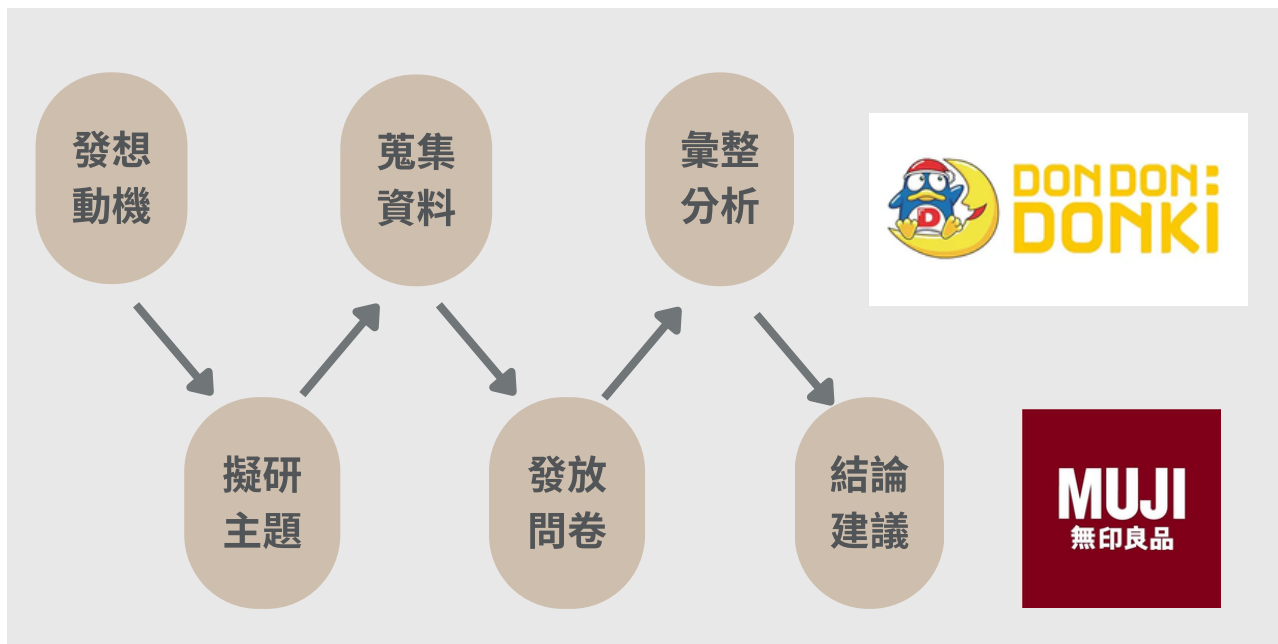 發想
動機
擬研
主題
蒐集
資料
發放
問卷
彙整
分析
結論
建議
D
DON DON:
DONKI
MUJI
無印良品